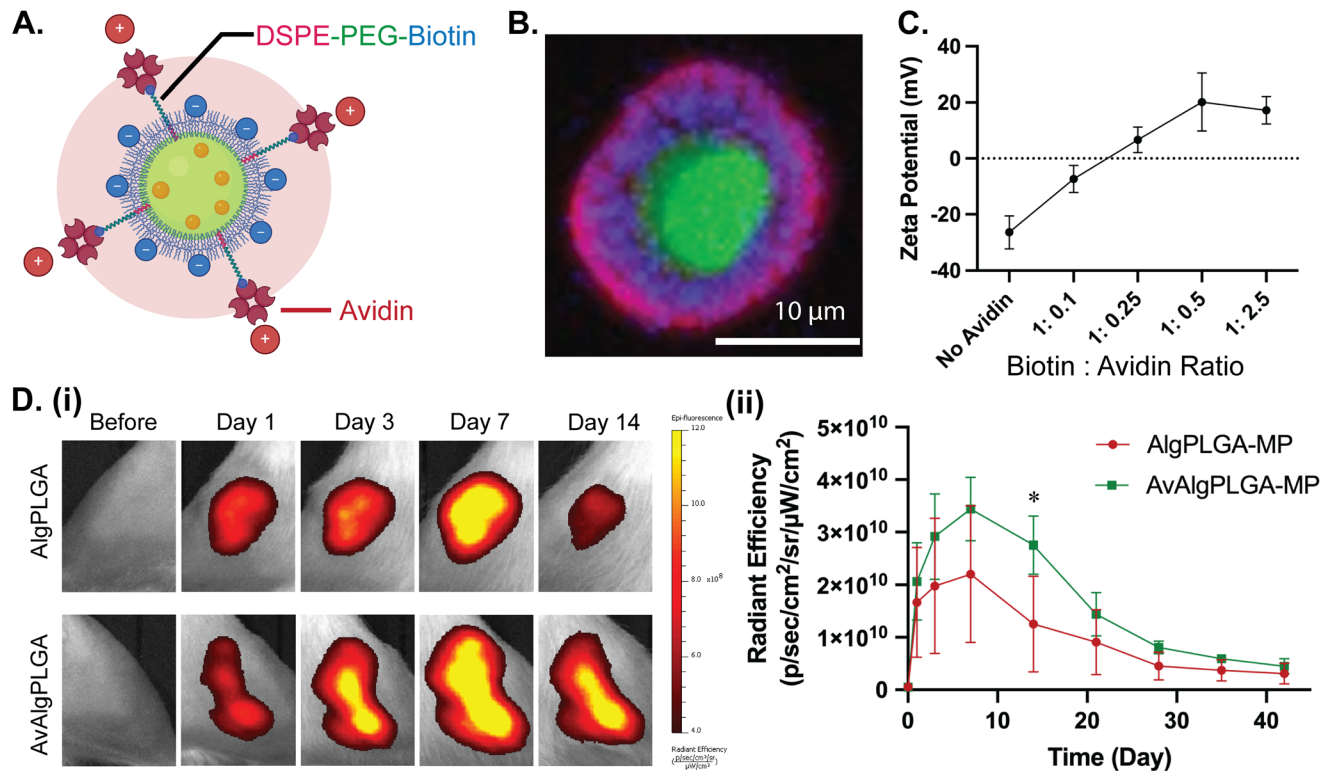 A.
DSPE-PEG-Biotin
Avidin
+
+
+
+
−
−
−
−
−
−
−
−
B.
10 µm
C.
Zeta Potential (mV)
40
20
0
-20
-40
No Avidin
1: 0.1
1: 0.25
1: 0.5
1: 2.5
Biotin : Avidin Ratio
D. (i)
Before
Day 1
Day 3
Day 7
Day 14
AlgPLGA
AvAlgPLGA
Epi-fluorescence
12.0
10.0
8.0
x10⁸
6.0
4.0
Radiant Efficiency
(p/sec/cm²/sr
µW/cm²)
(ii)
Radiant Efficiency
(p/sec/cm²/sr/µW/cm²)
5×10¹⁰
4×10¹⁰
3×10¹⁰
2×10¹⁰
1×10¹⁰
0
*
AlgPLGA-MP
AvAlgPLGA-MP
0
10
20
30
40
Time (Day)